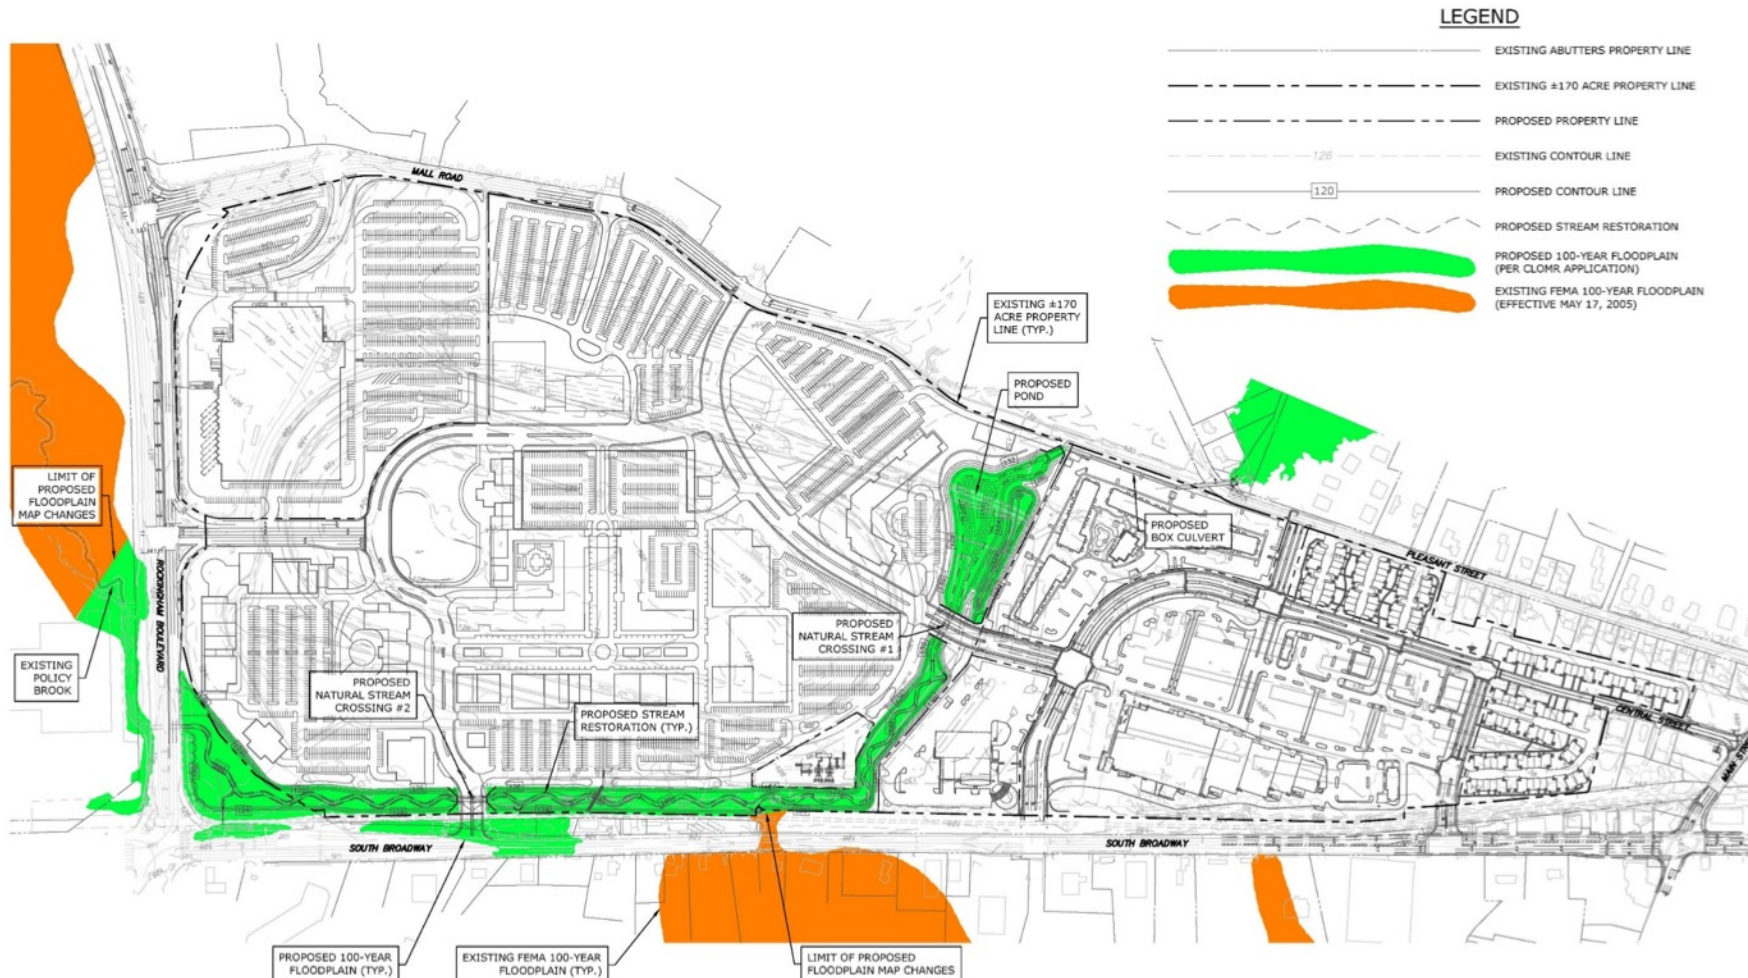 LEGEND
EXISTING ABUTTERS PROPERTY LINE
EXISTING ±170 ACRE PROPERTY LINE
PROPOSED PROPERTY LINE
126
EXISTING CONTOUR LINE
120
PROPOSED CONTOUR LINE
PROPOSED STREAM RESTORATION
PROPOSED 100-YEAR FLOODPLAIN
(PER CLOMR APPLICATION)
EXISTING FEMA 100-YEAR FLOODPLAIN
(EFFECTIVE MAY 17, 2005)
MALL ROAD
EXISTING ±170
ACRE PROPERTY
LINE (TYP.)
PROPOSED
POND
LIMIT OF
PROPOSED
FLOODPLAIN
MAP CHANGES
PROPOSED
BOX CULVERT
PLEASANT STREET
ROCKINGHAM BOULEVARD
PROPOSED
NATURAL STREAM
CROSSING #1
EXISTING
POLICY
BROOK
PROPOSED
NATURAL STREAM
CROSSING #2
PROPOSED STREAM
RESTORATION (TYP.)
CENTRAL STREET
MAIN
SOUTH BROADWAY
SOUTH BROADWAY
PROPOSED 100-YEAR
FLOODPLAIN (TYP.)
EXISTING FEMA 100-YEAR
FLOODPLAIN (TYP.)
LIMIT OF PROPOSED
FLOODPLAIN MAP CHANGES